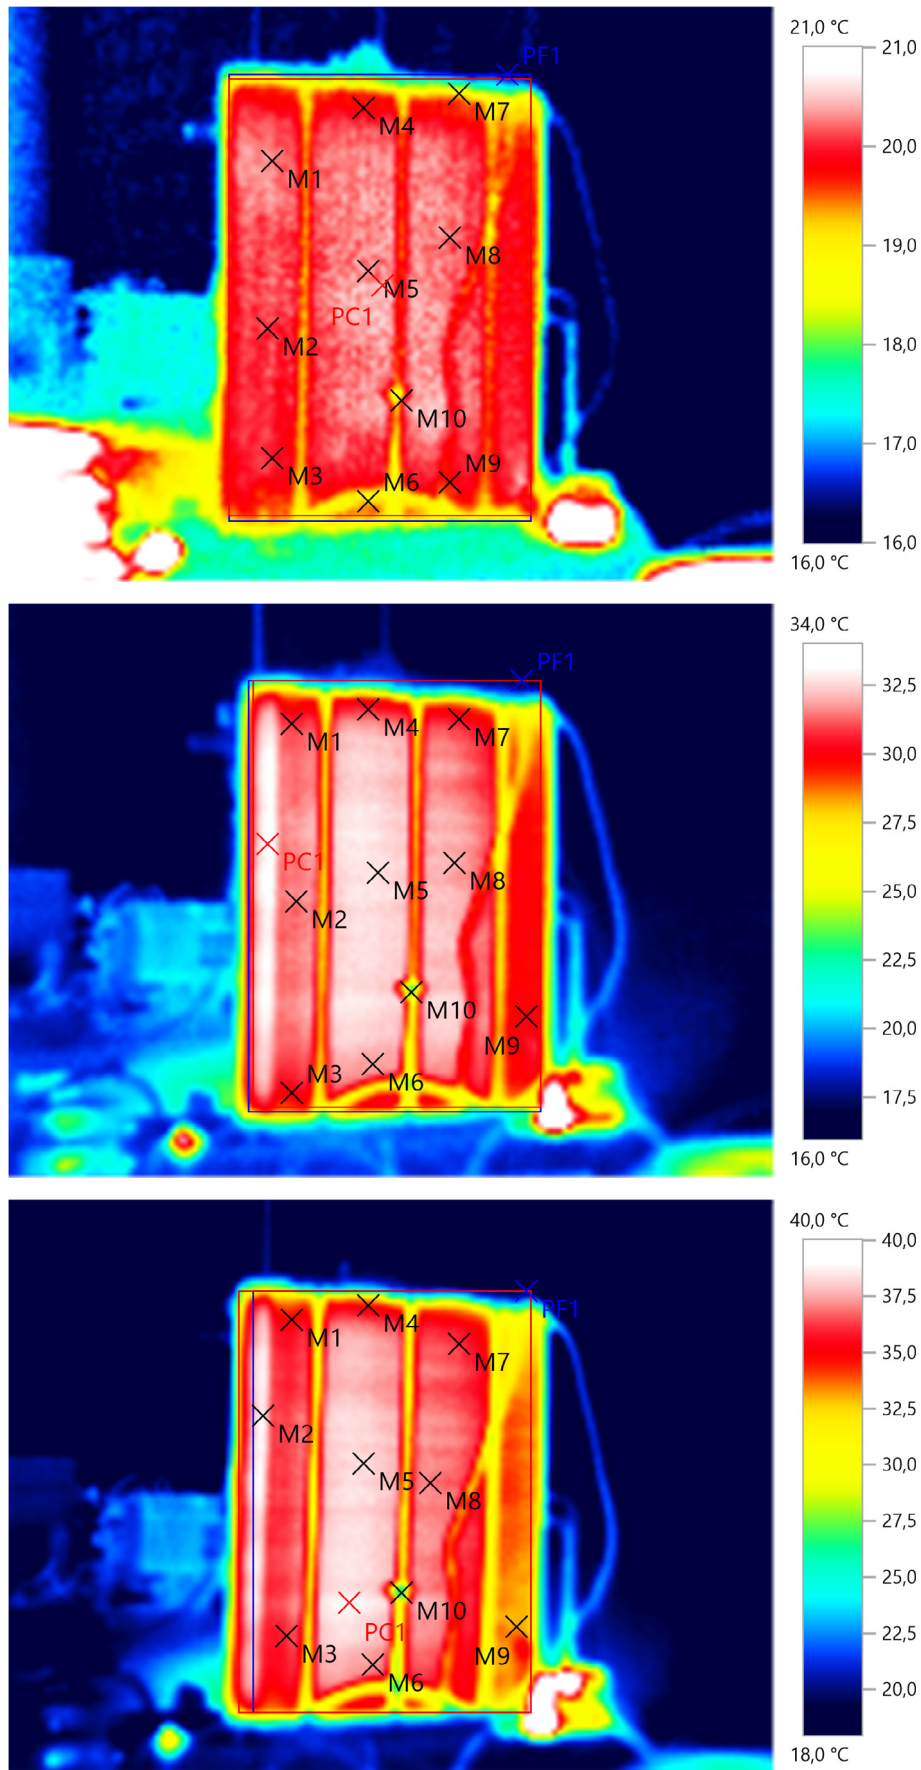 21,0 °C
21,0
20,0
19,0
18,0
17,0
16,0
16,0 °C
PF1
M7
M4
M1
M8
M5
PC1
M2
M10
M9
M3
M6
34,0 °C
32,5
30,0
27,5
25,0
22,5
20,0
17,5
16,0 °C
PF1
M4
M7
M1
PC1
M5
M8
M2
M10
M9
M3
M6
40,0 °C
40,0
37,5
35,0
32,5
30,0
27,5
25,0
22,5
20,0
18,0 °C
PF1
M4
M1
M7
M2
M5
M8
M10
PC1
M3
M9
M6